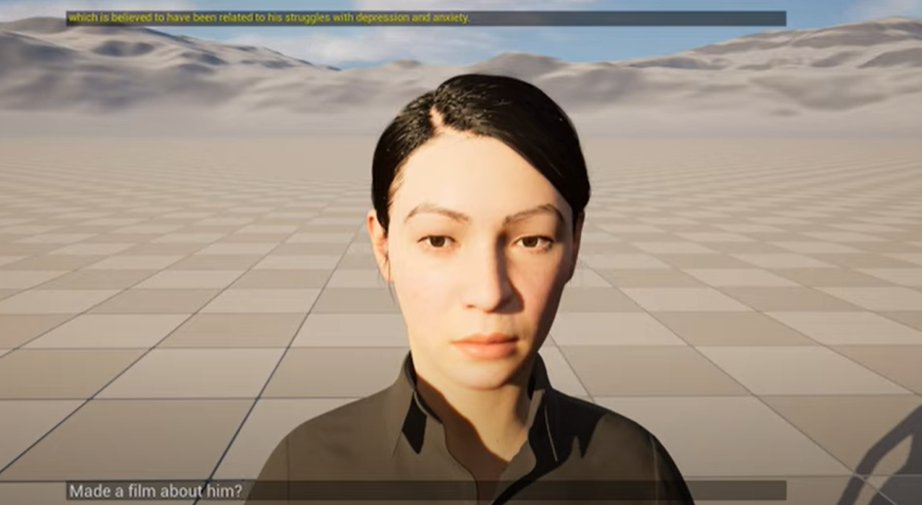 which is believed to have been related to his struggles with depression and anxiety.
Made a film about him?